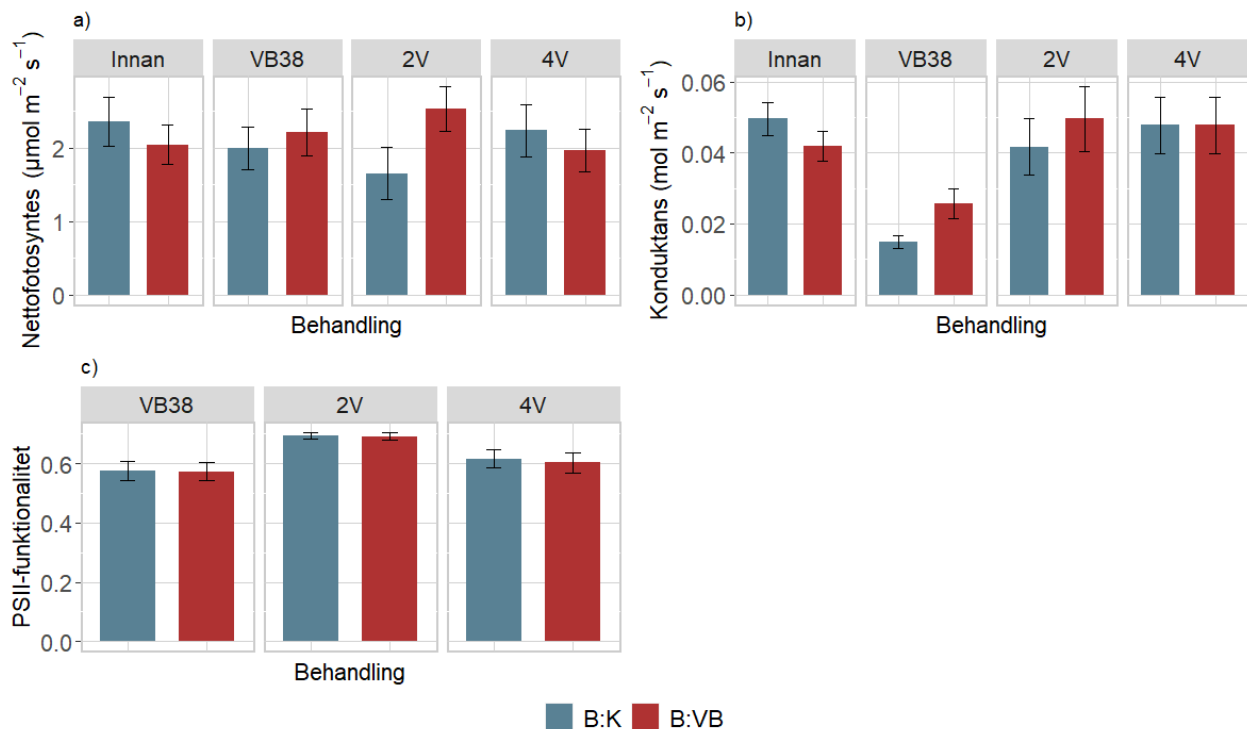 a)
Innan VB38 2V 4V
Nettofotosyntes (µmol m−2 s−1)
2
1
0
Behandling
b)
Innan VB38 2V 4V
Konduktans (mol m−2 s−1)
0.06
0.04
0.02
0.00
Behandling
c)
VB38 2V 4V
PSII-funktionalitet
0.6
0.4
0.2
0.0
Behandling
B:K B:VB